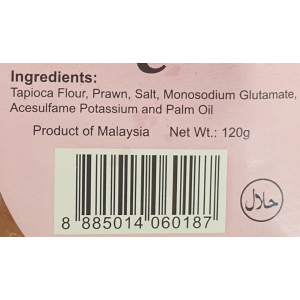 Ingredients:
Tapioca Flour, Prawn, Salt, Monosodium Glutamate,
Acesulfame Potassium and Palm Oil
Product of Malaysia Net Wt.: 120g
8 885014 060187
حلال